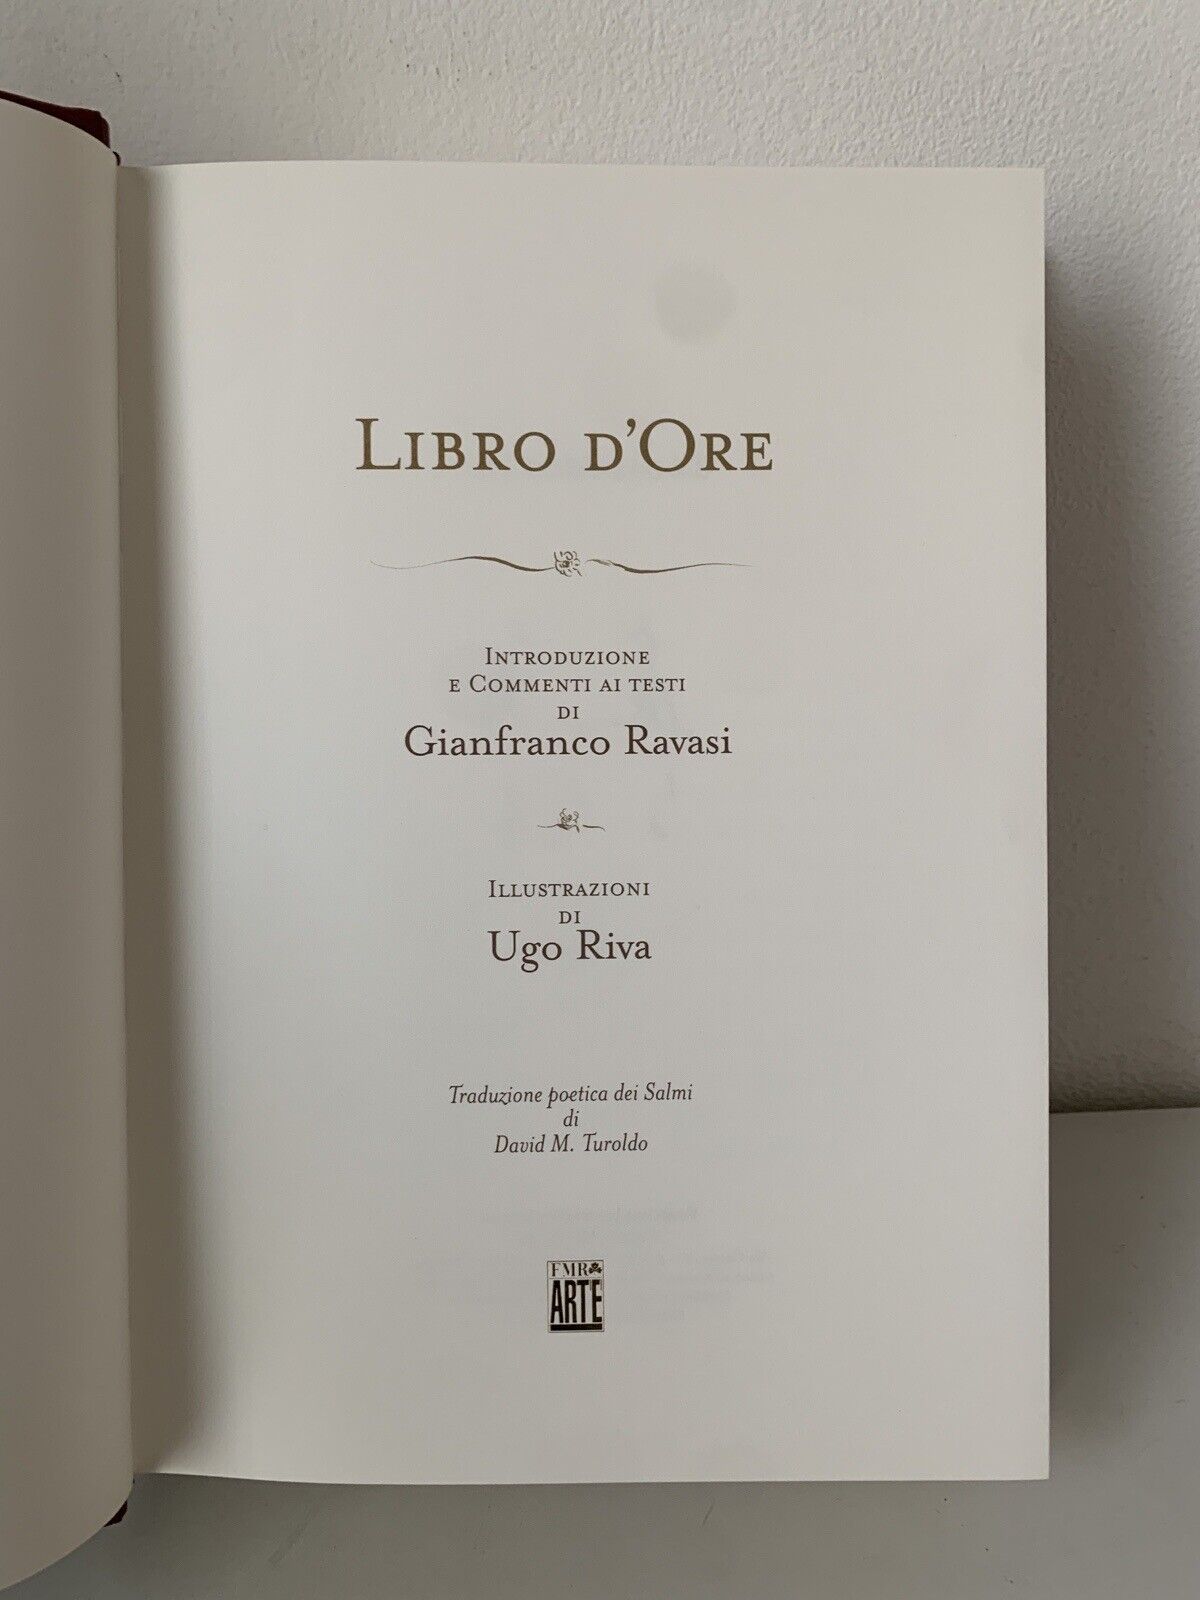 LIBRO D'ORE
INTRODUZIONE
E COMMENTI AI TESTI
DI
Gianfranco Ravasi
ILLUSTRAZIONI
DI
Ugo Riva
Traduzione poetica dei Salmi
di
David M. Turoldo
FMR
ARTE